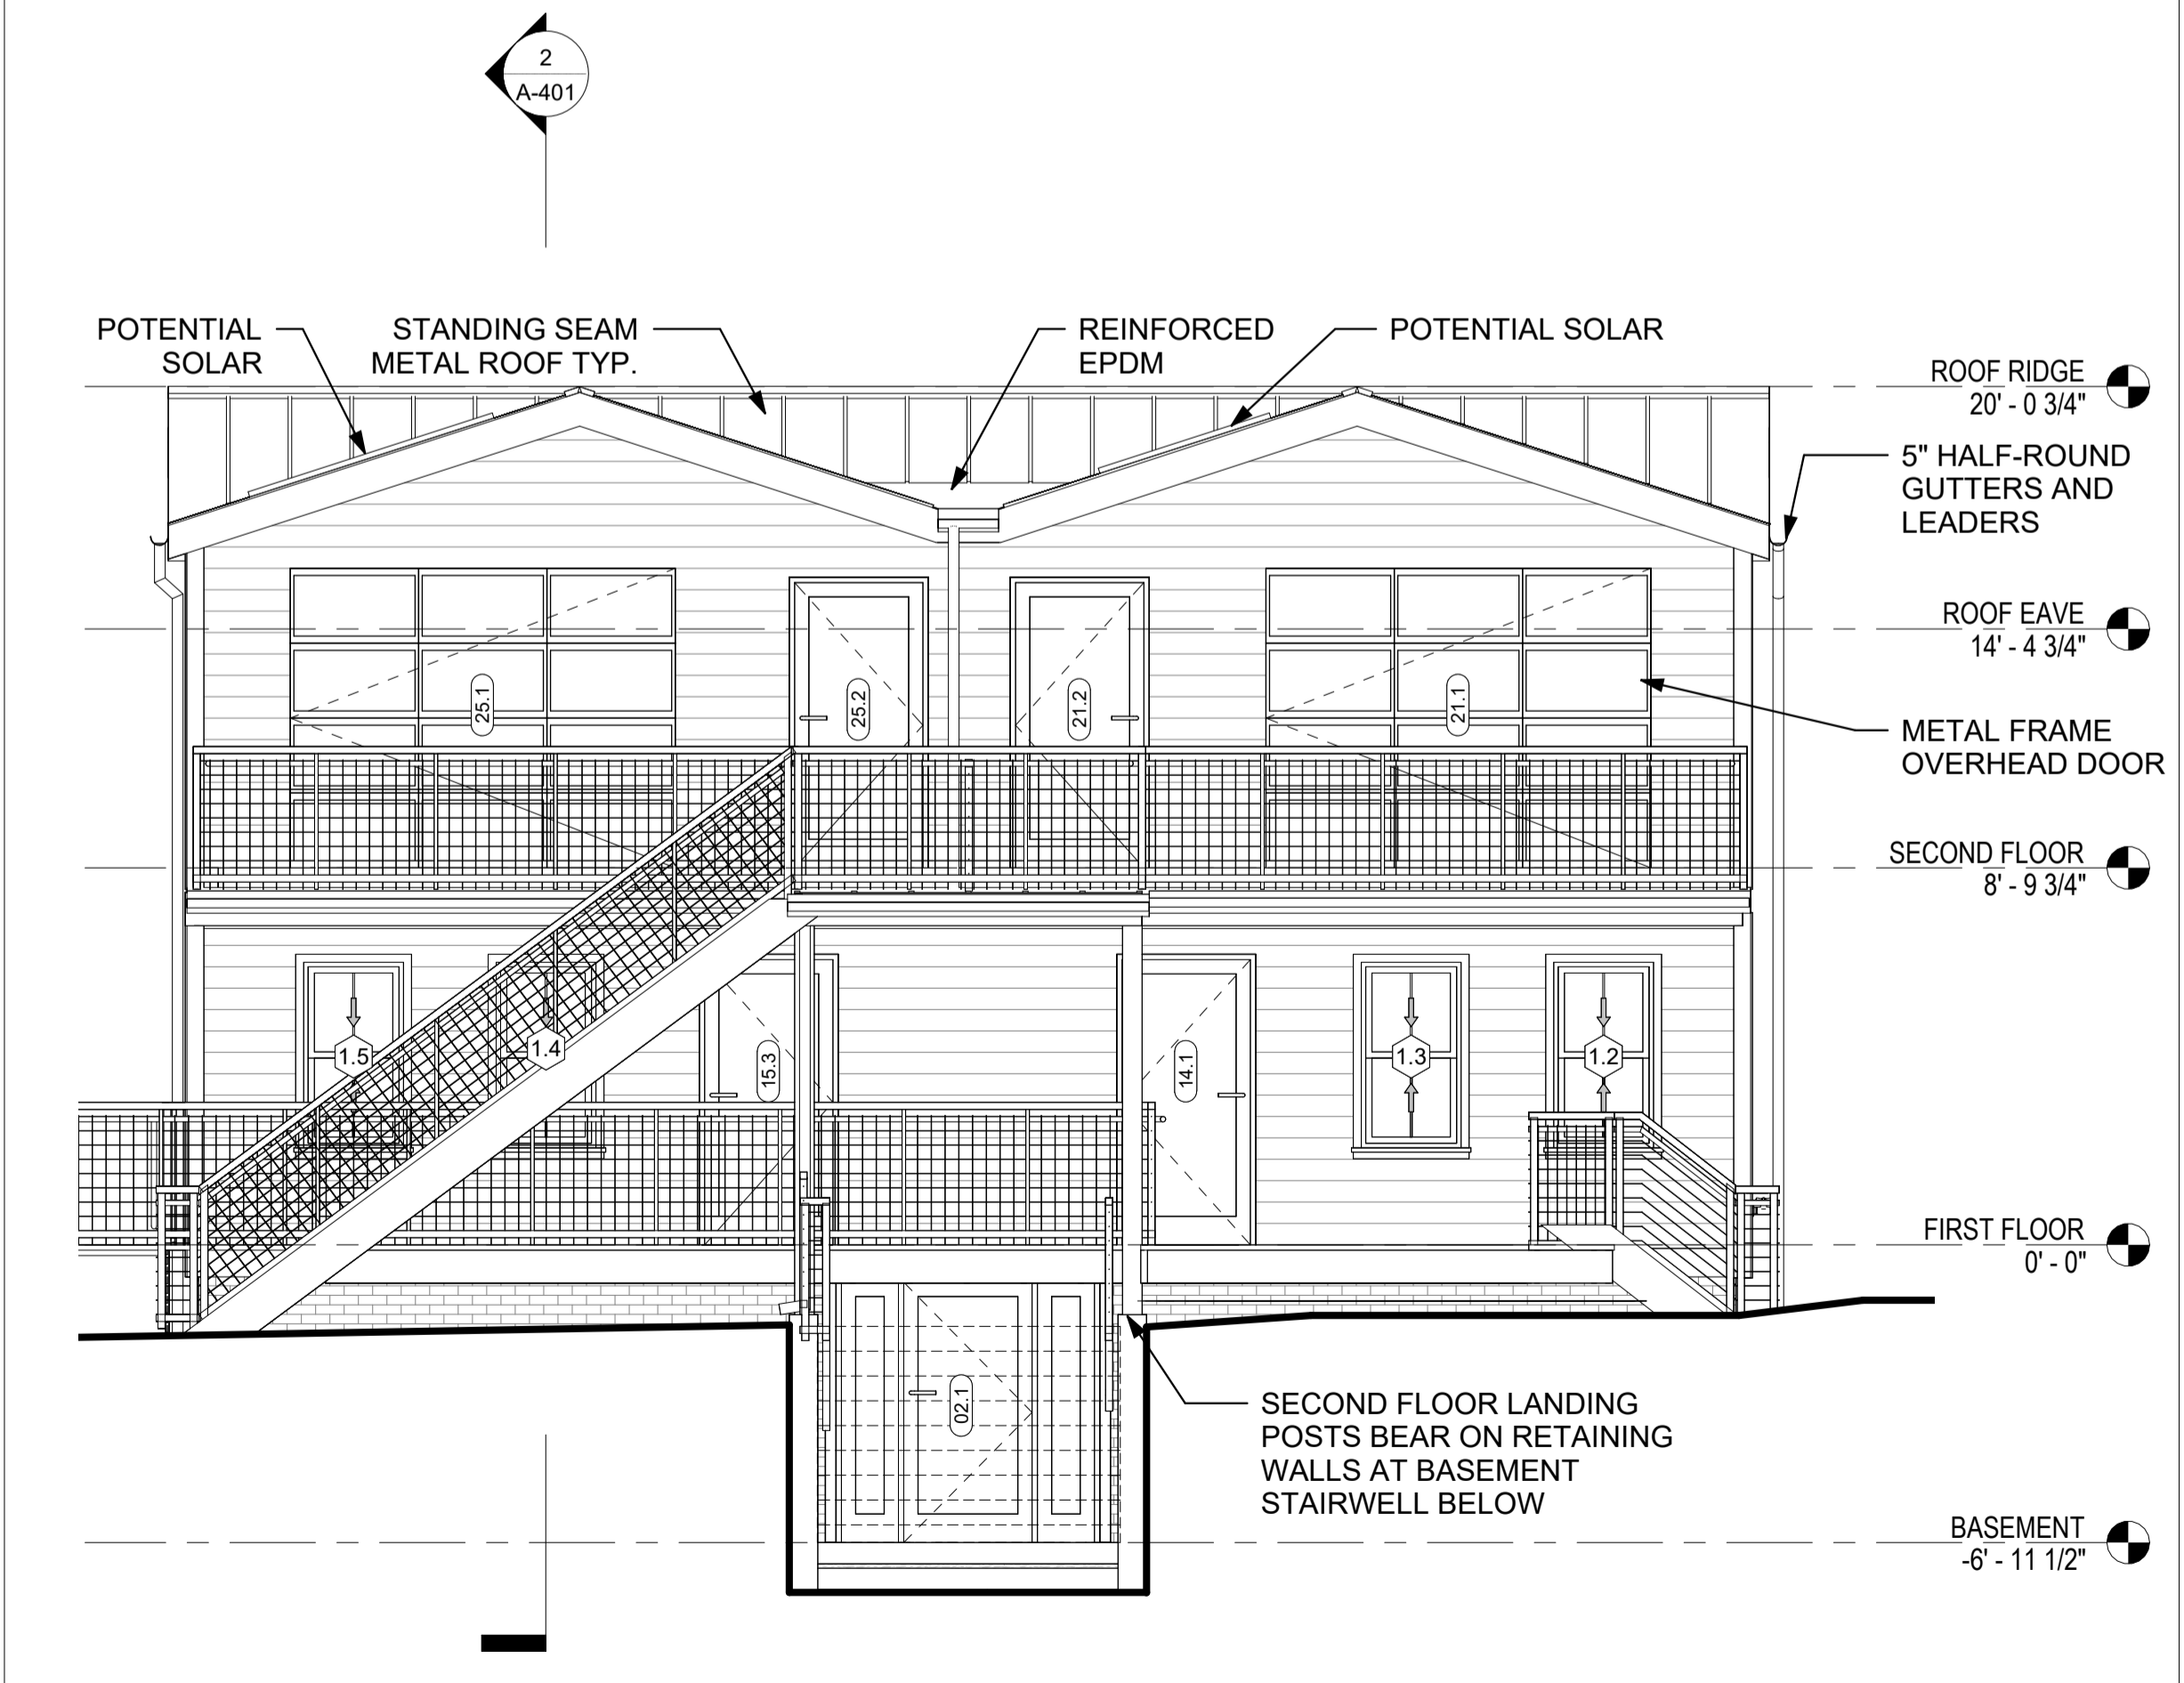 2
A-401
POTENTIAL
SOLAR
STANDING SEAM
METAL ROOF TYP.
REINFORCED
EPDM
POTENTIAL SOLAR
ROOF RIDGE
20' - 0 3/4"
5" HALF-ROUND
GUTTERS AND
LEADERS
ROOF EAVE
14' - 4 3/4"
25.1
25.2
21.2
21.1
METAL FRAME
OVERHEAD DOOR
SECOND FLOOR
8' - 9 3/4"
1.5
1.4
15.3
14.1
1.3
1.2
FIRST FLOOR
0' - 0"
02.1
SECOND FLOOR LANDING
POSTS BEAR ON RETAINING
WALLS AT BASEMENT
STAIRWELL BELOW
BASEMENT
-6' - 11 1/2"